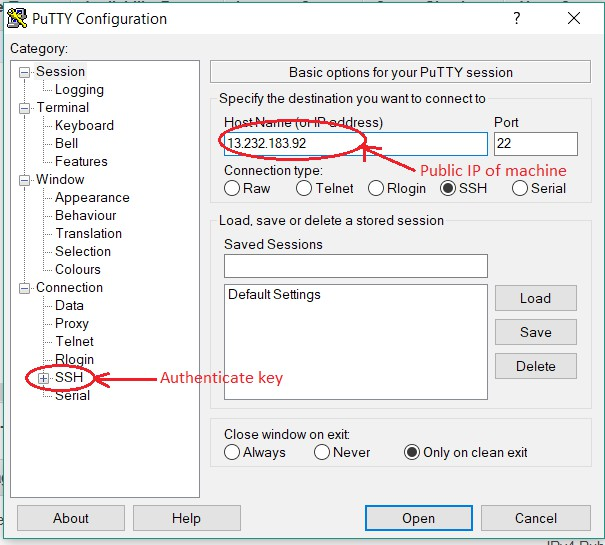 PuTTY Configuration
?
Category:
Session
Logging
Terminal
Keyboard
Bell
Features
Window
Appearance
Behaviour
Translation
Selection
Colours
Connection
Data
Proxy
Telnet
Rlogin
SSH
Serial
Authenticate key
Basic options for your PuTTY session
Specify the destination you want to connect to
Host Name (or IP address) Port
13.232.183.92 22
Public IP of machine
Connection type:
Raw Telnet Rlogin SSH Serial
Load, save or delete a stored session
Saved Sessions
Default Settings
Load
Save
Delete
Close window on exit:
Always Never Only on clean exit
About Help Open Cancel